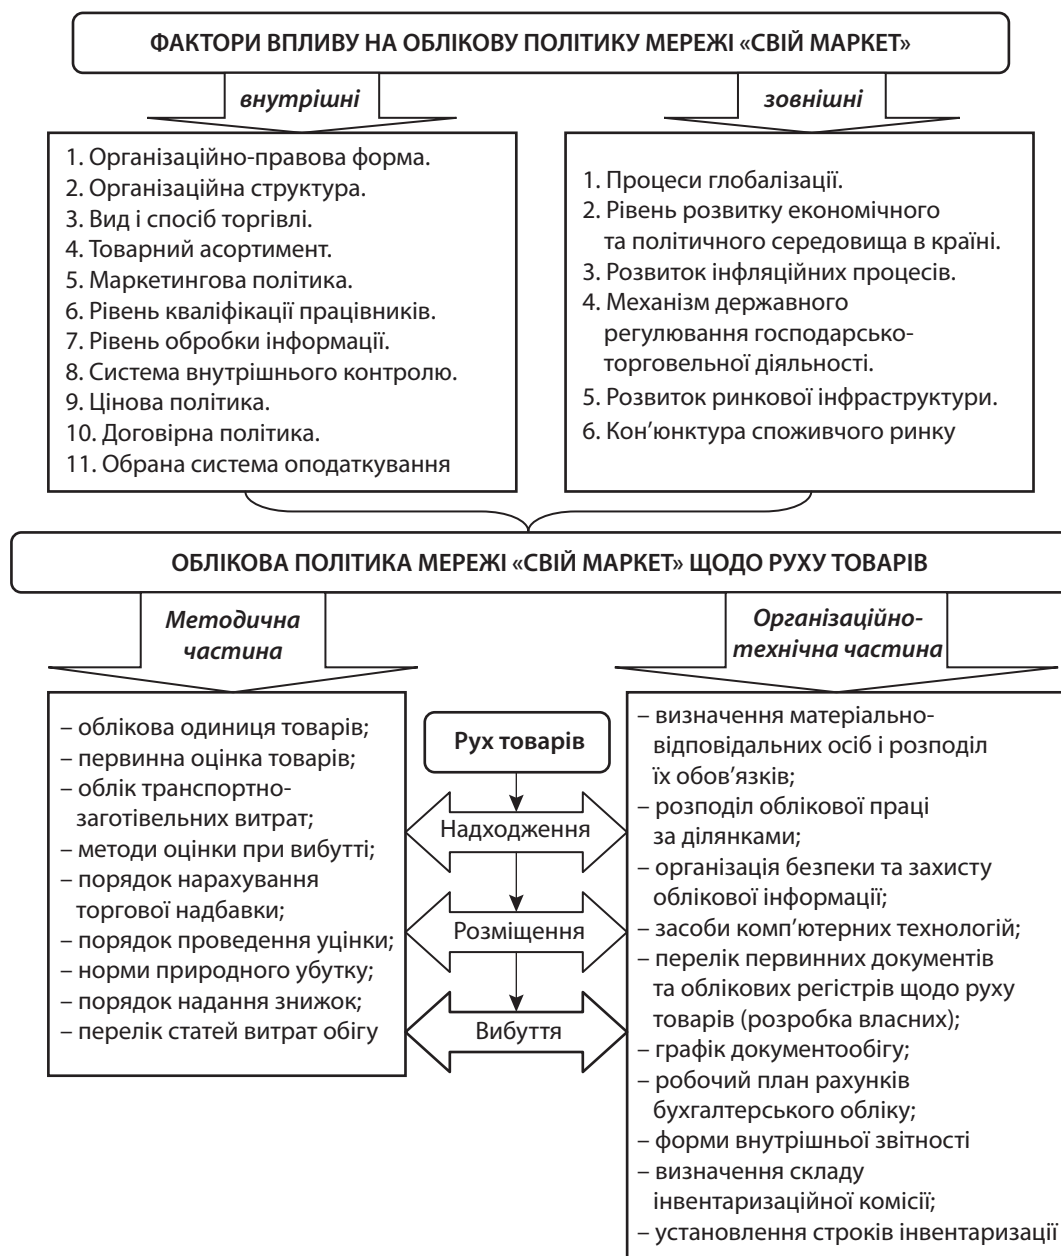 ФАКТОРИ ВПЛИВУ НА ОБЛІКОВУ ПОЛІТИКУ МЕРЕЖІ «СВІЙ МАРКЕТ»
внутрішні
1. Організаційно-правова форма.
2. Організаційна структура.
3. Вид і спосіб торгівлі.
4. Товарний асортимент.
5. Маркетингова політика.
6. Рівень кваліфікації працівників.
7. Рівень обробки інформації.
8. Система внутрішнього контролю.
9. Цінова політика.
10. Договірна політика.
11. Обрана система оподаткування
зовнішні
1. Процеси глобалізації.
2. Рівень розвитку економічного
та політичного середовища в країні.
3. Розвиток інфляційних процесів.
4. Механізм державного
регулювання господарсько-
торговельної діяльності.
5. Розвиток ринкової інфраструктури.
6. Кон’юнктура споживчого ринку
ОБЛІКОВА ПОЛІТИКА МЕРЕЖІ «СВІЙ МАРКЕТ» ЩОДО РУХУ ТОВАРІВ
Методична
частина
– облікова одиниця товарів;
– первинна оцінка товарів;
– облік транспортно-
заготівельних витрат;
– методи оцінки при вибутті;
– порядок нарахування
торгової надбавки;
– порядок проведення уцінки;
– норми природного убутку;
– порядок надання знижок;
– перелік статей витрат обігу
Рух товарів
Надходження
Розміщення
Вибуття
Організаційно-
технічна частина
– визначення матеріально-
відповідальних осіб і розподіл
їх обов’язків;
– розподіл облікової праці
за ділянками;
– організація безпеки та захисту
облікової інформації;
– засоби комп’ютерних технологій;
– перелік первинних документів
та облікових регістрів щодо руху
товарів (розробка власних);
– графік документообігу;
– робочий план рахунків
бухгалтерського обліку;
– форми внутрішньої звітності
– визначення складу
інвентаризаційної комісії;
– установлення строків інвентаризації